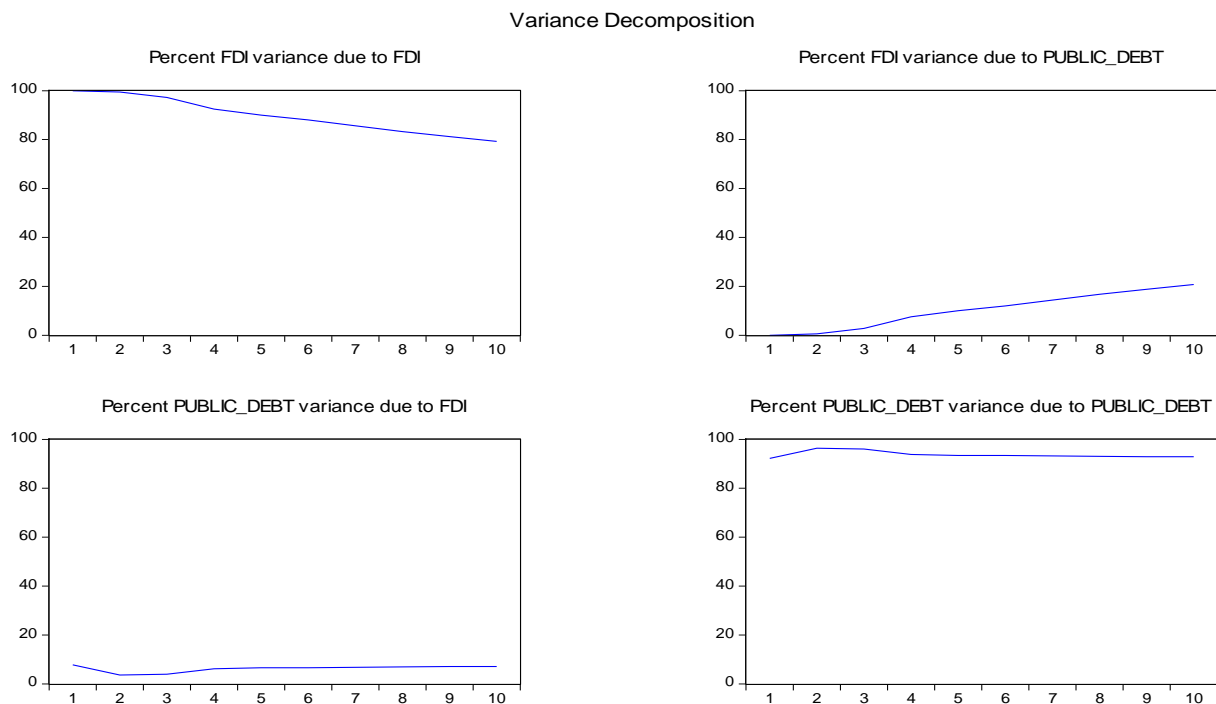 Variance Decomposition
Percent FDI variance due to FDI
100
80
60
40
20
0
1 2 3 4 5 6 7 8 9 10
Percent FDI variance due to PUBLIC_DEBT
100
80
60
40
20
0
1 2 3 4 5 6 7 8 9 10
Percent PUBLIC_DEBT variance due to FDI
100
80
60
40
20
0
1 2 3 4 5 6 7 8 9 10
Percent PUBLIC_DEBT variance due to PUBLIC_DEBT
100
80
60
40
20
0
1 2 3 4 5 6 7 8 9 10